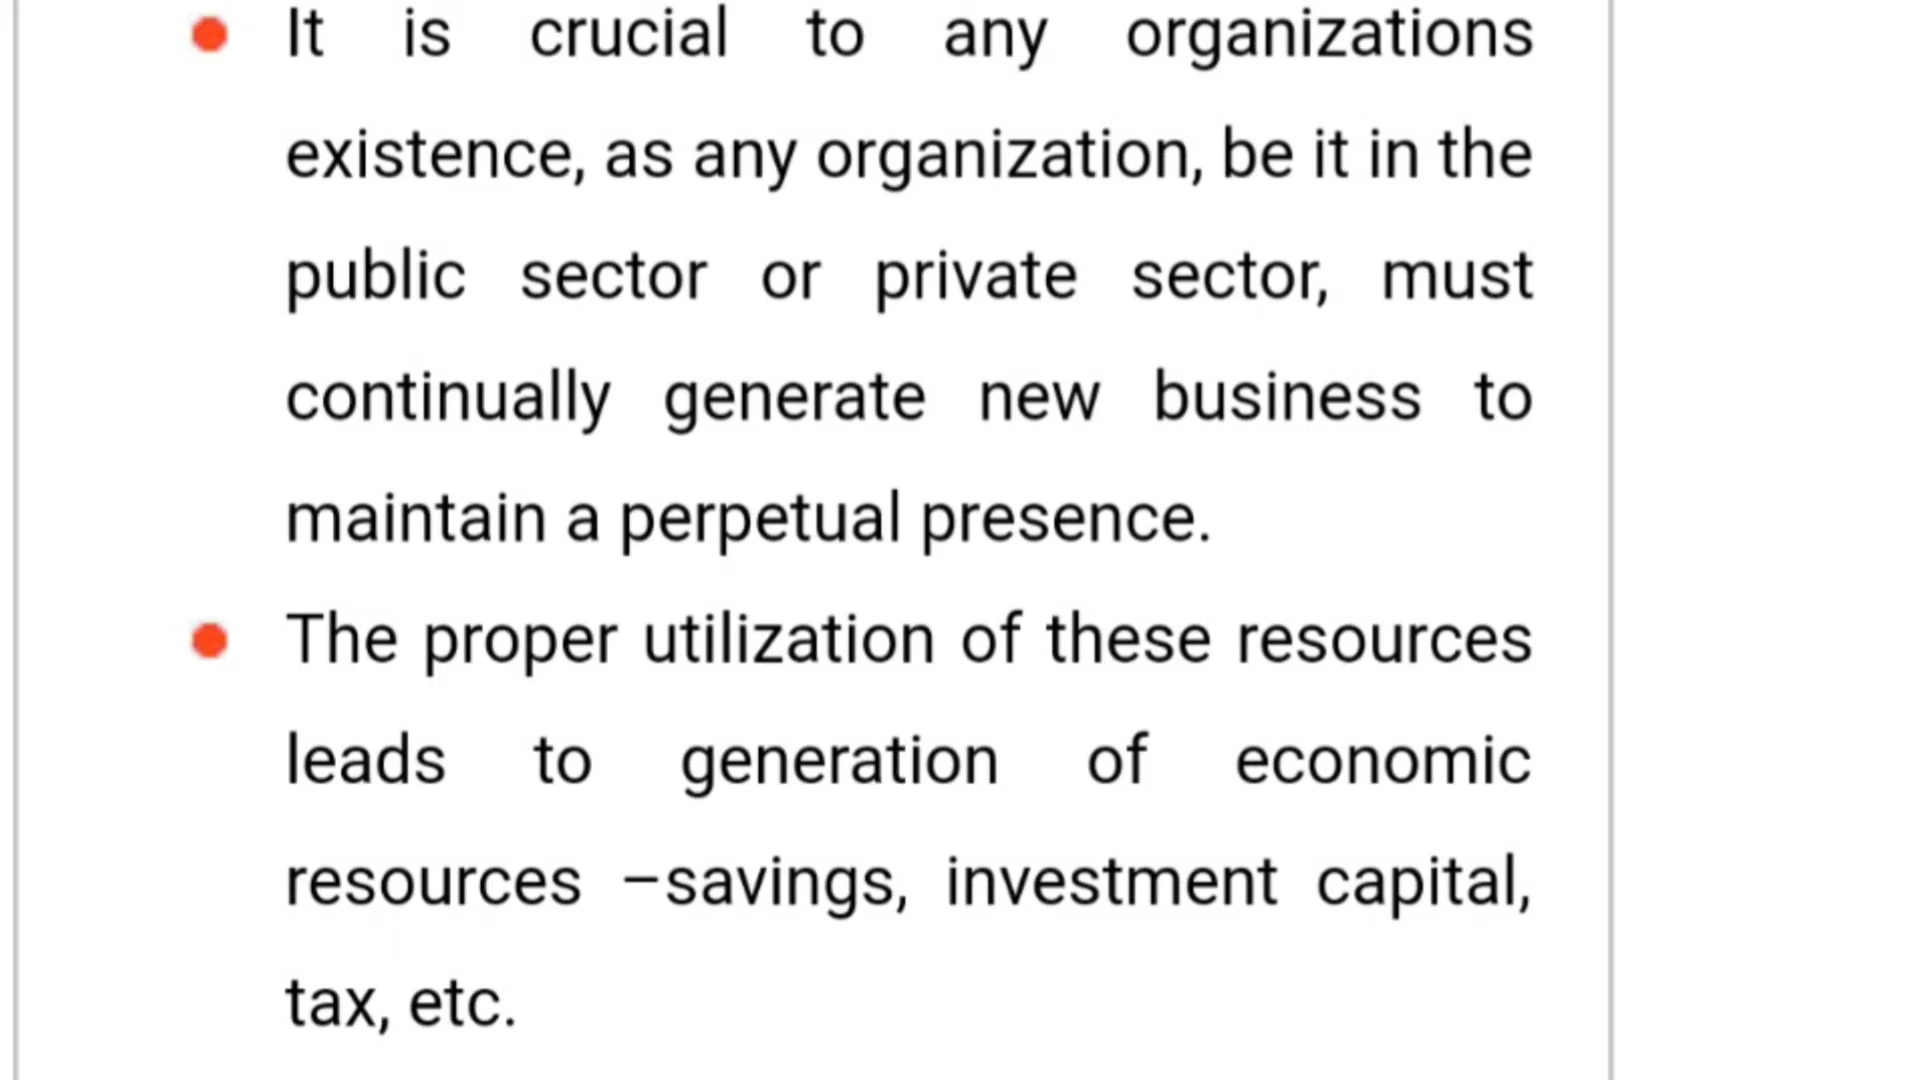 It is crucial to any organizations
existence, as any organization, be it in the
public sector or private sector, must
continually generate new business to
maintain a perpetual presence.
The proper utilization of these resources
leads to generation of economic
resources –savings, investment capital,
tax, etc.